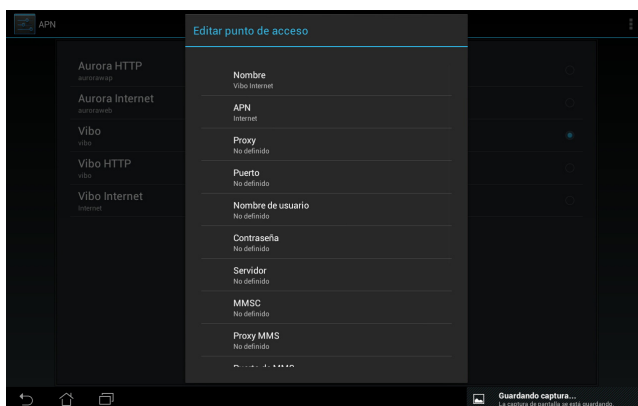 APN
Editar punto de acceso
Aurora HTTP
aurorawap
Aurora Internet
auroraweb
Vibo
vibo
Vibo HTTP
vibo
Vibo Internet
Internet
Nombre
Vibo Internet
APN
Internet
Proxy
No definido
Puerto
No definido
Nombre de usuario
No definido
Contraseña
No definido
Servidor
No definido
MMSC
No definido
Proxy MMS
No definido
Puerto de MMS
Guardando captura...
La captura de pantalla se está guardando.